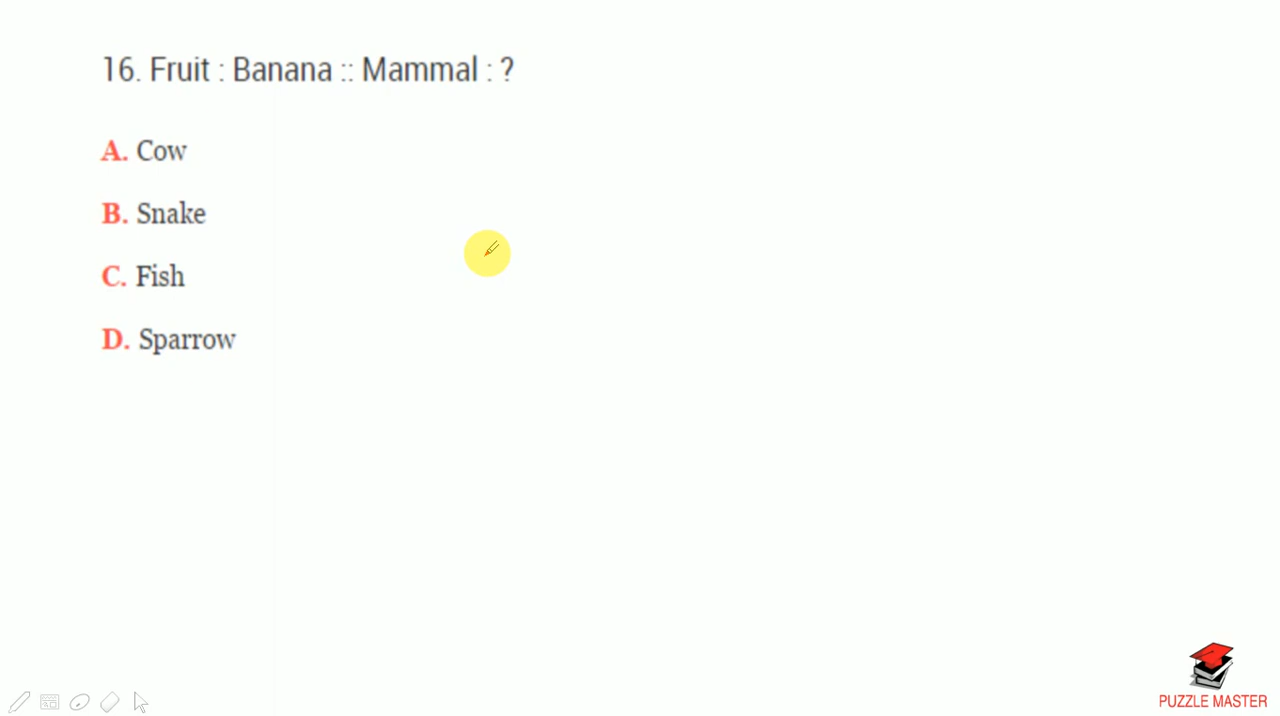 16. Fruit : Banana :: Mammal : ?
A. Cow
B. Snake
C. Fish
D. Sparrow
PUZZLE MASTER